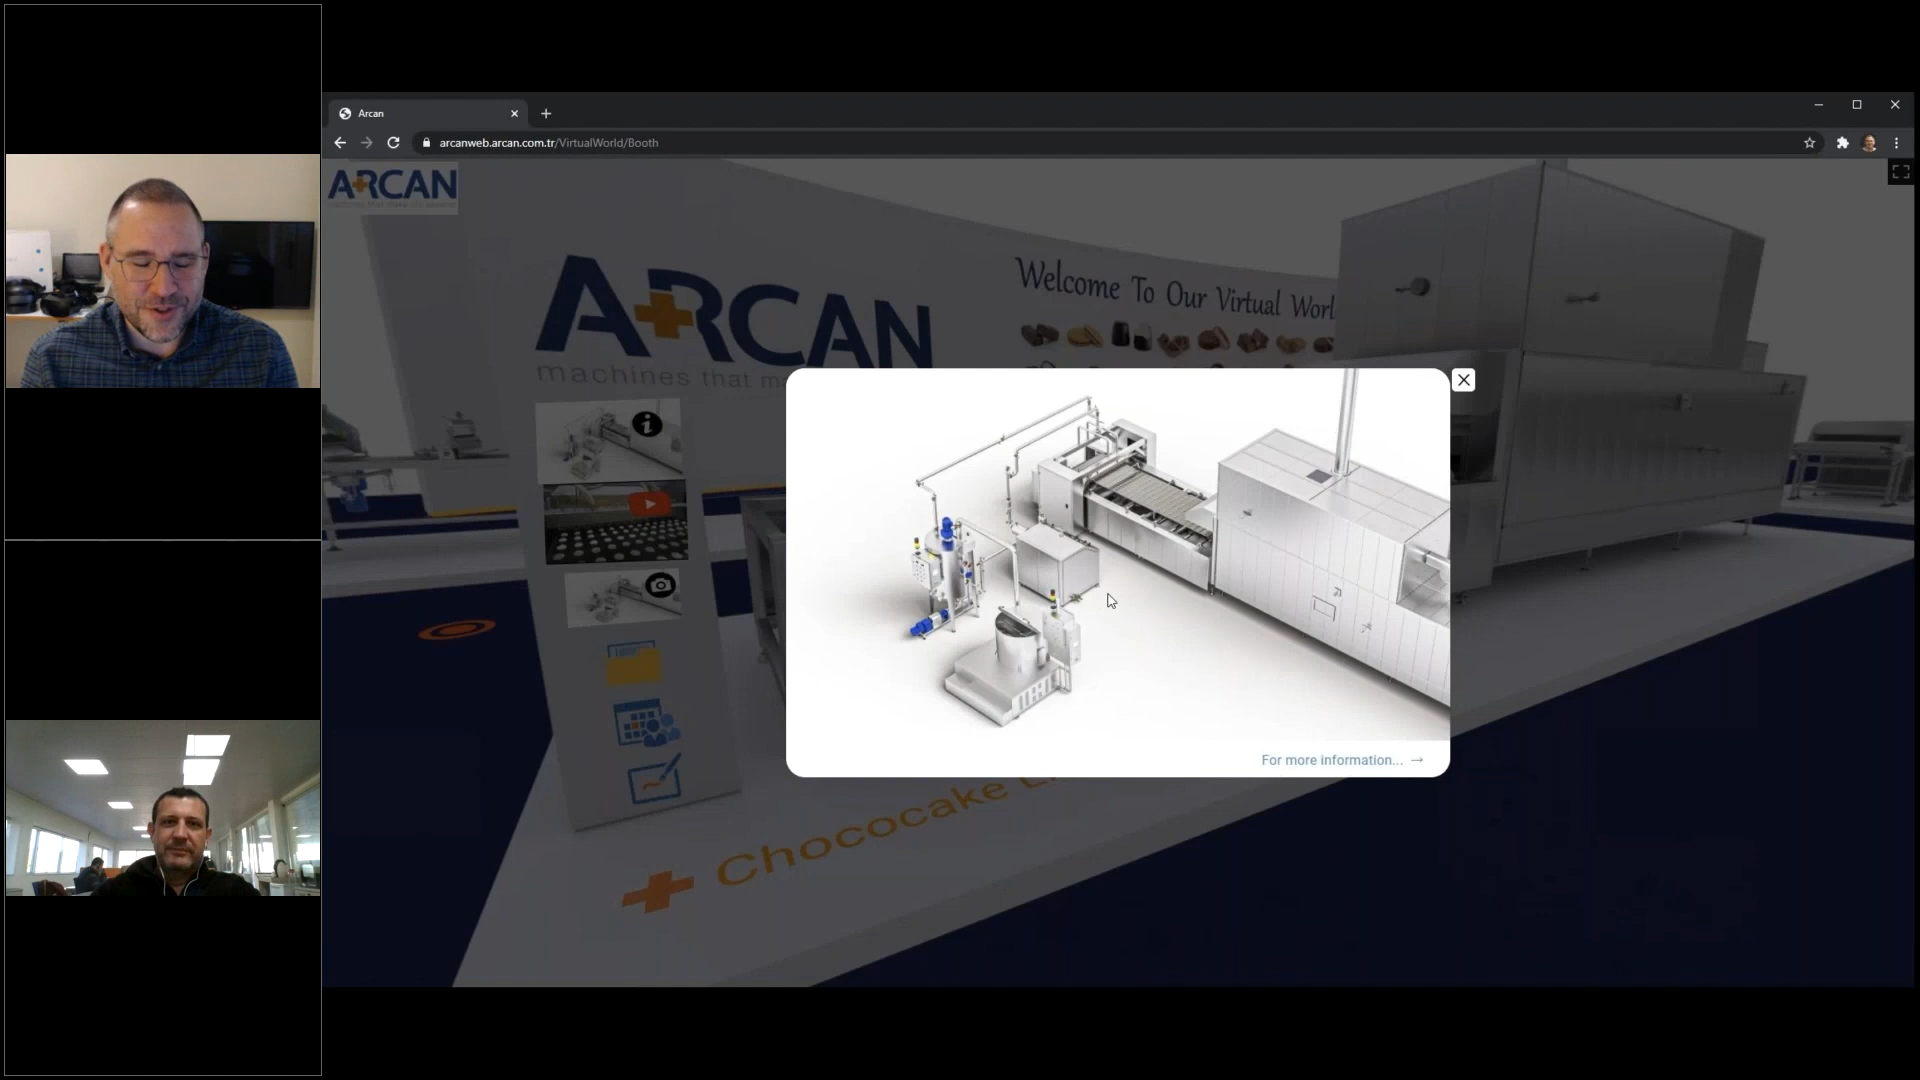 Arcan
arcanweb.arcan.com.tr/VirtualWorld/Booth
ARCAN
ARCAN
machines that ma
Welcome To Our Virtual Worl
For more information... →
Chococake L